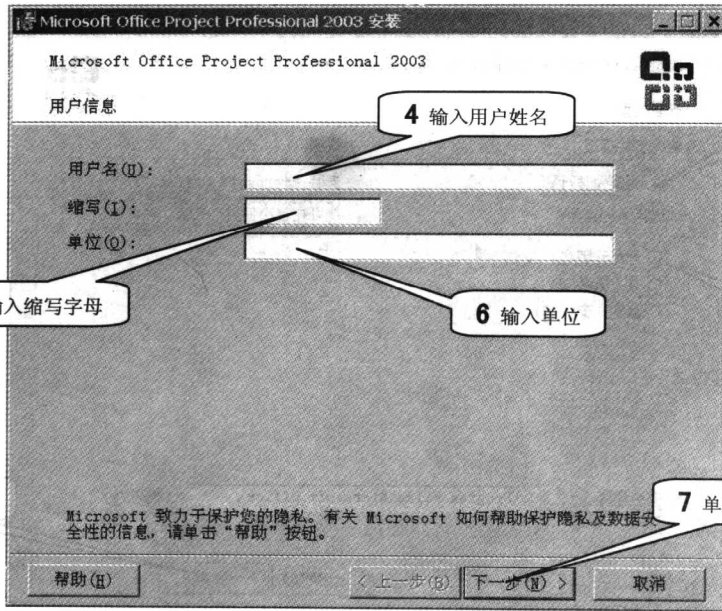 Microsoft Office Project Professional 2003 安装
Microsoft Office Project Professional 2003
用户信息
4 输入用户姓名
用户名(U):
缩写(I):
单位(O):
入缩写字母
6 输入单位
7 单
Microsoft 致力于保护您的隐私。有关 Microsoft 如何帮助保护隐私及数据安
全性的信息，请单击“帮助”按钮。
帮助(H)
< 上一步(B)
下一步(N) >
取消